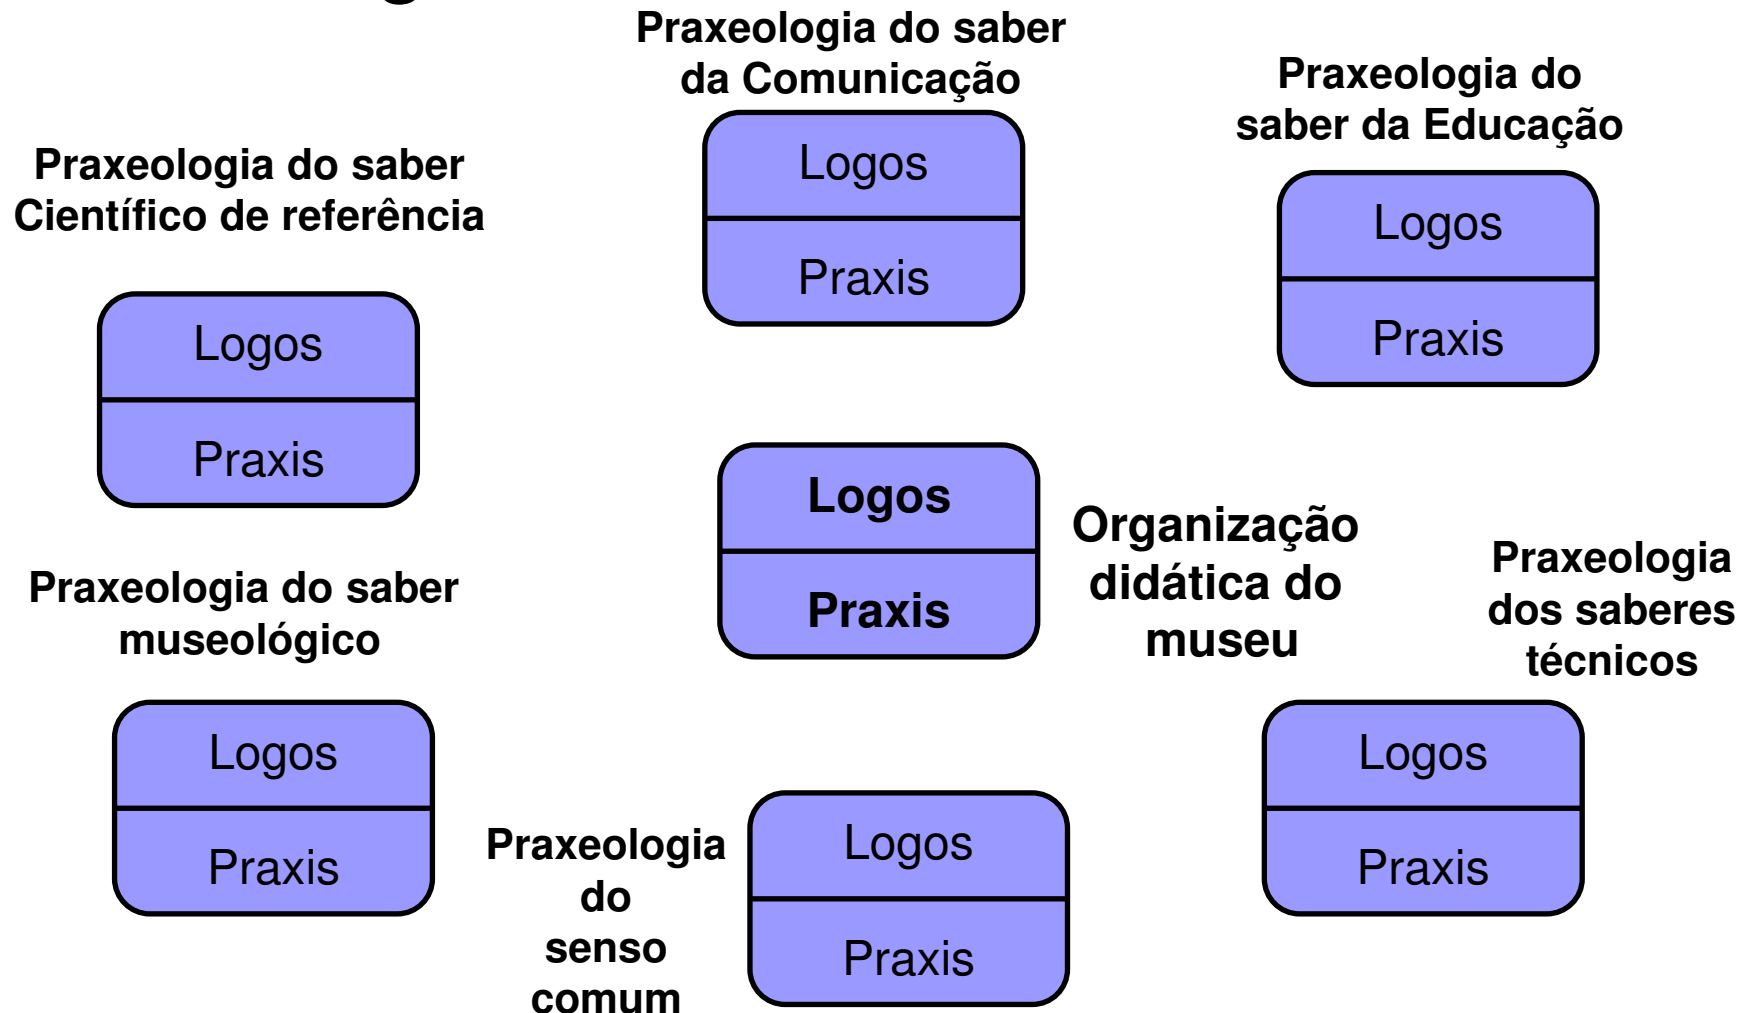 Praxeologia do saber
da Comunicação
Logos
Praxis
Praxeologia do
saber da Educação
Logos
Praxis
Praxeologia do saber
Científico de referência
Logos
Praxis
Logos
Praxis
Organização
didática do
museu
Praxeologia do saber
museológico
Logos
Praxis
Praxeologia
dos saberes
técnicos
Logos
Praxis
Praxeologia
do
senso
comum
Logos
Praxis